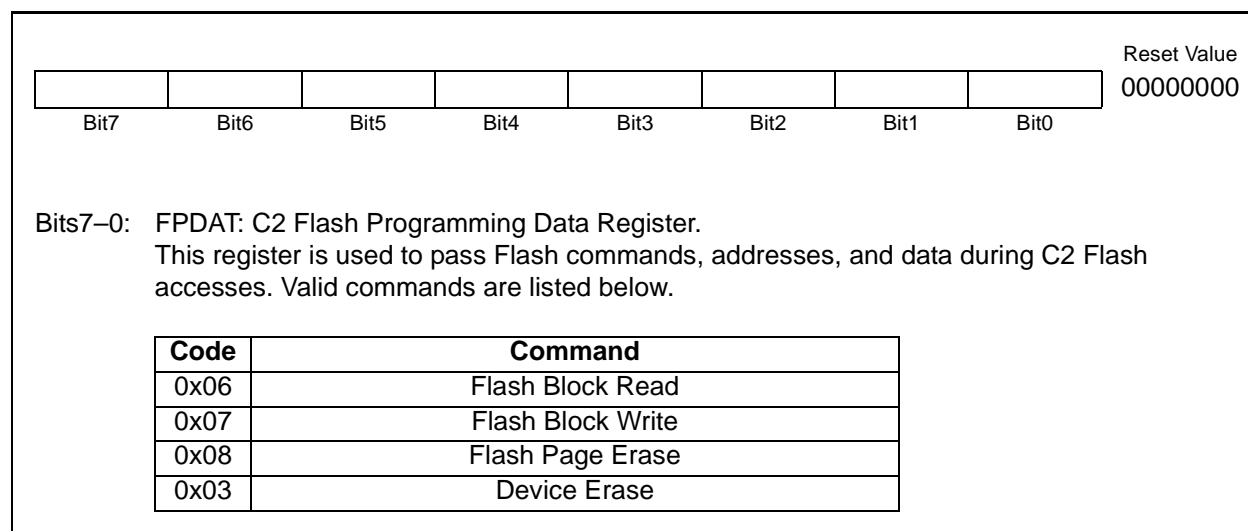 Reset Value
00000000
Bit7 Bit6 Bit5 Bit4 Bit3 Bit2 Bit1 Bit0
Bits7–0: FPDAT: C2 Flash Programming Data Register.
This register is used to pass Flash commands, addresses, and data during C2 Flash
accesses. Valid commands are listed below.
Code Command
0x06 Flash Block Read
0x07 Flash Block Write
0x08 Flash Page Erase
0x03 Device Erase